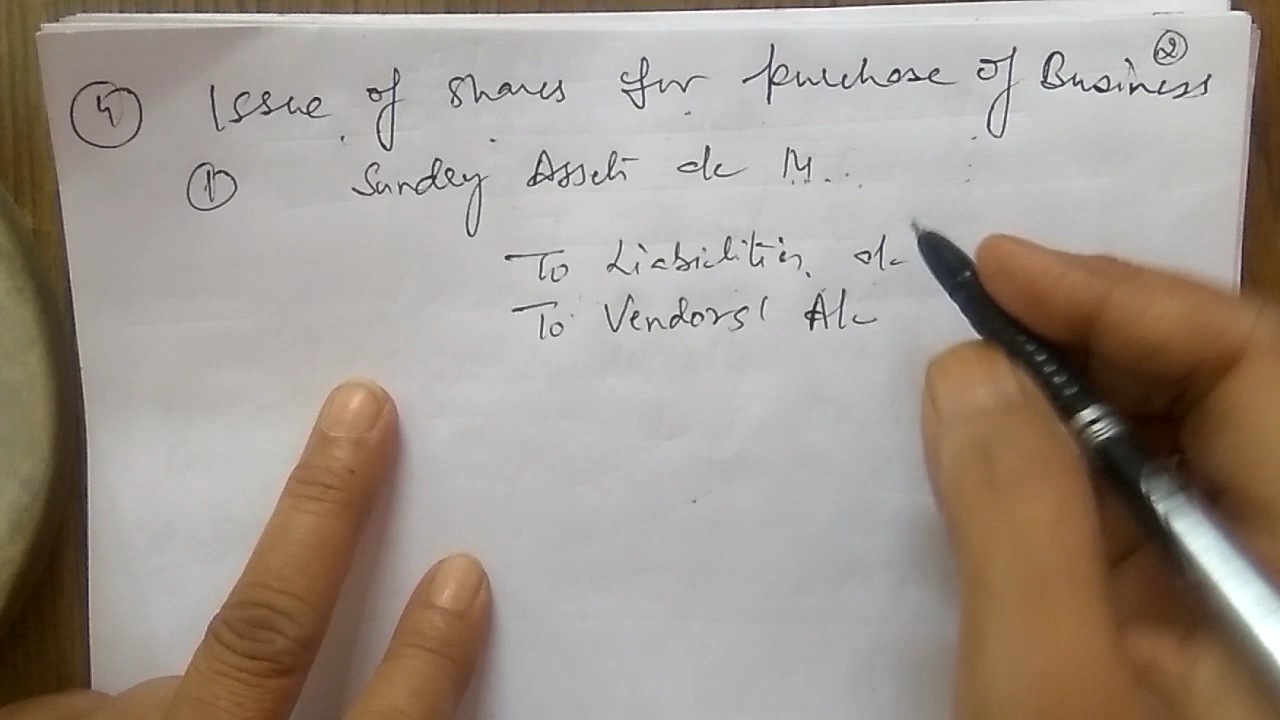 2
4 Issue of shares for purchase of Business
1 Sundry Assets a/c Dr...
To Liabilities a/c
To Vendors' A/c